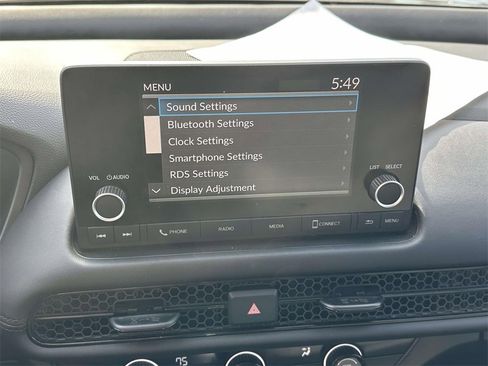 MENU 5:49
Sound Settings
Bluetooth Settings
Clock Settings
Smartphone Settings
RDS Settings
Display Adjustment
VOL AUDIO
LIST SELECT
PHONE RADIO MEDIA CONNECT MENU
75